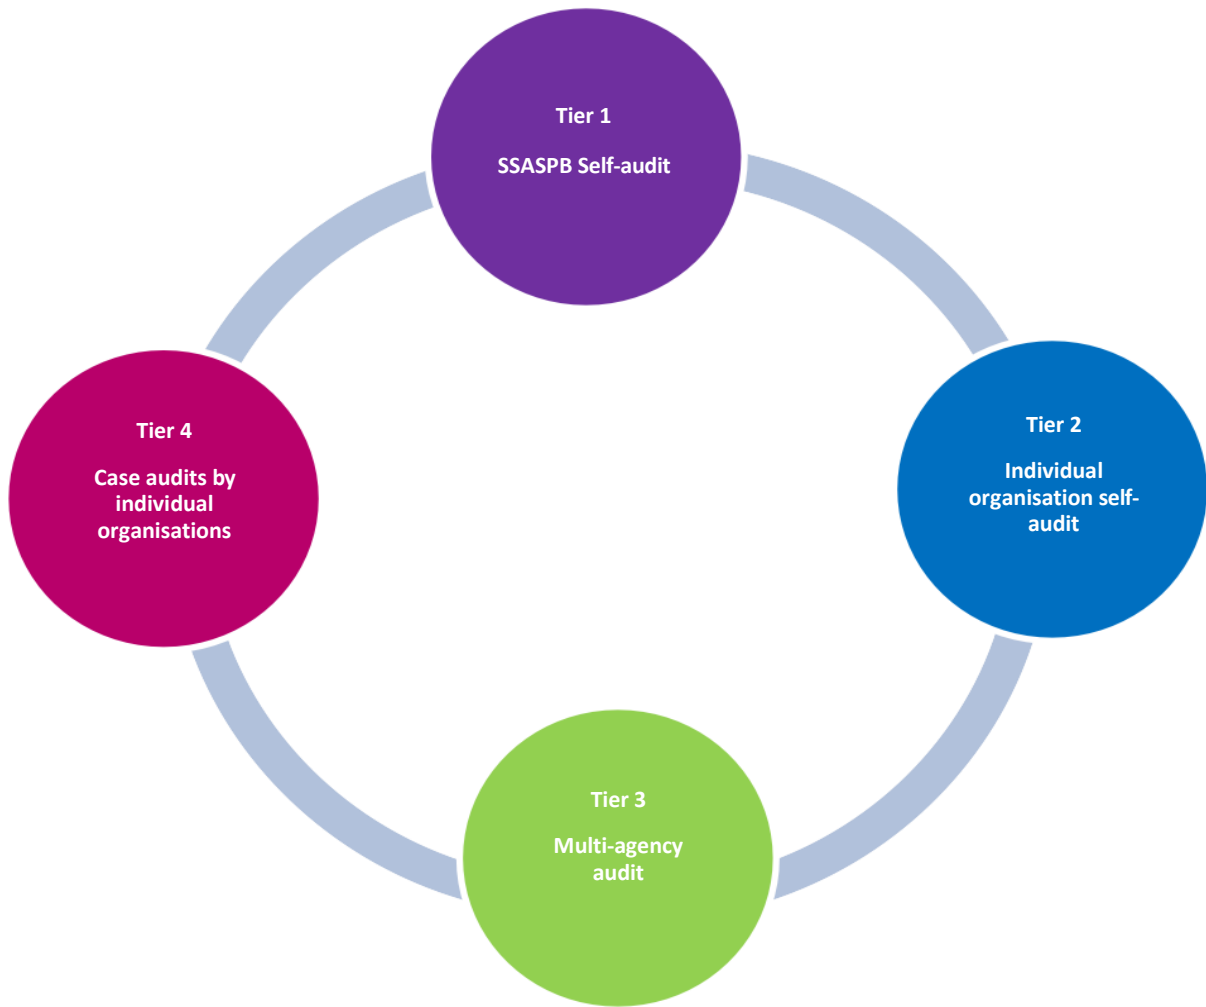 Tier 1
SSASPB Self-audit
Tier 2
Individual
organisation self-
audit
Tier 3
Multi-agency
audit
Tier 4
Case audits by
individual
organisations